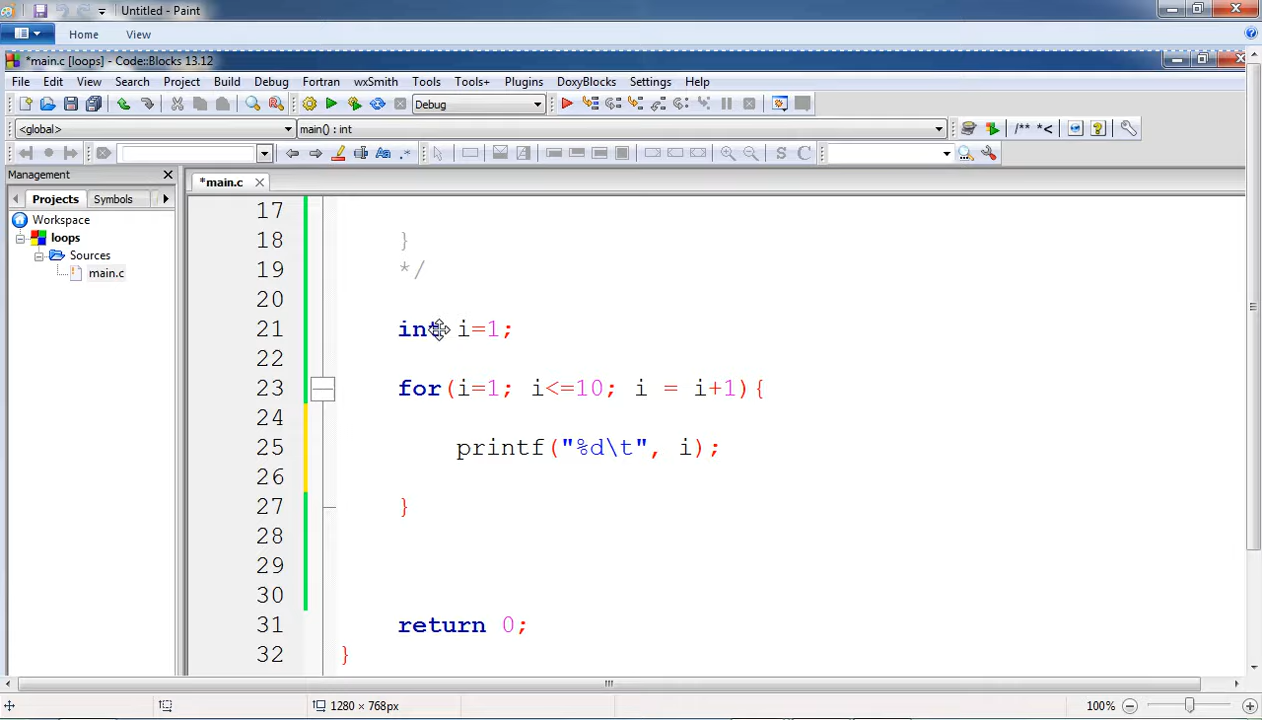 Untitled - Paint
Home View
*main.c [loops] - Code::Blocks 13.12
File Edit View Search Project Build Debug Fortran wxSmith Tools Tools+ Plugins DoxyBlocks Settings Help
Debug
<global> main() : int /** *<
Aa .* S C
Management
Projects Symbols
*main.c
Workspace
loops
Sources
main.c
17
18 }
19 */
20
21 int i=1;
22
23 for(i=1; i<=10; i = i+1){
24
25 printf("%d\t", i);
26
27 }
28
29
30
31 return 0;
32 }
1280 × 768px 100%